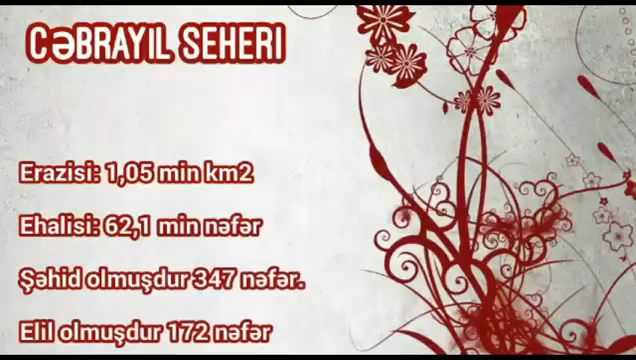 CƏBRAYIL SEHERI
Erazisi: 1,05 min km2
Ehalisi: 62,1 min nəfər
Şəhid olmuşdur 347 nəfər.
Elil olmuşdur 172 nəfər